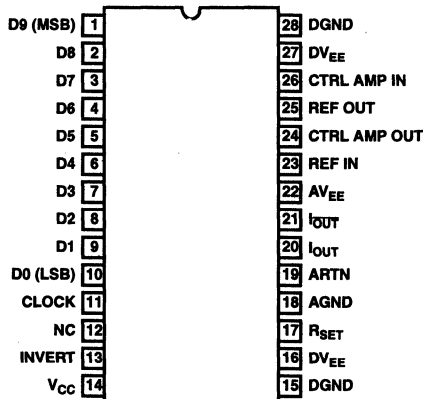 D9 (MSB) 1 28 DGND
D8 2 27 DVEE
D7 3 26 CTRL AMP IN
D6 4 25 REF OUT
D5 5 24 CTRL AMP OUT
D4 6 23 REF IN
D3 7 22 AVEE
D2 8 21 IOUT
D1 9 20 IOUT
D0 (LSB) 10 19 ARTN
CLOCK 11 18 AGND
NC 12 17 RSET
INVERT 13 16 DVEE
VCC 14 15 DGND